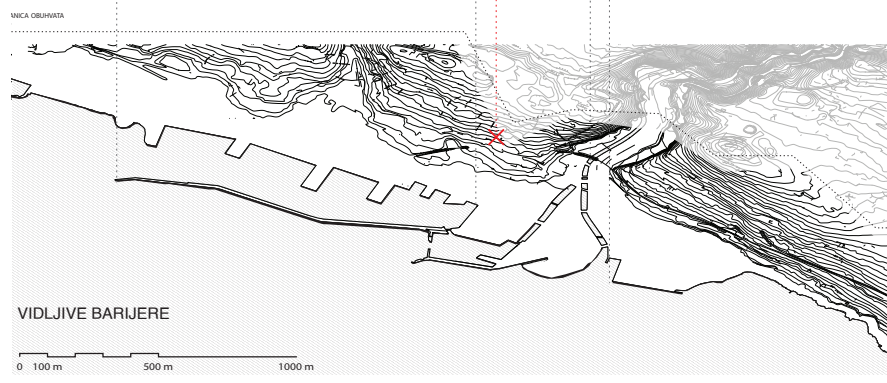 ANICA OBUHVATA
VIDLJIVE BARIJERE
0 100 m 500 m 1000 m